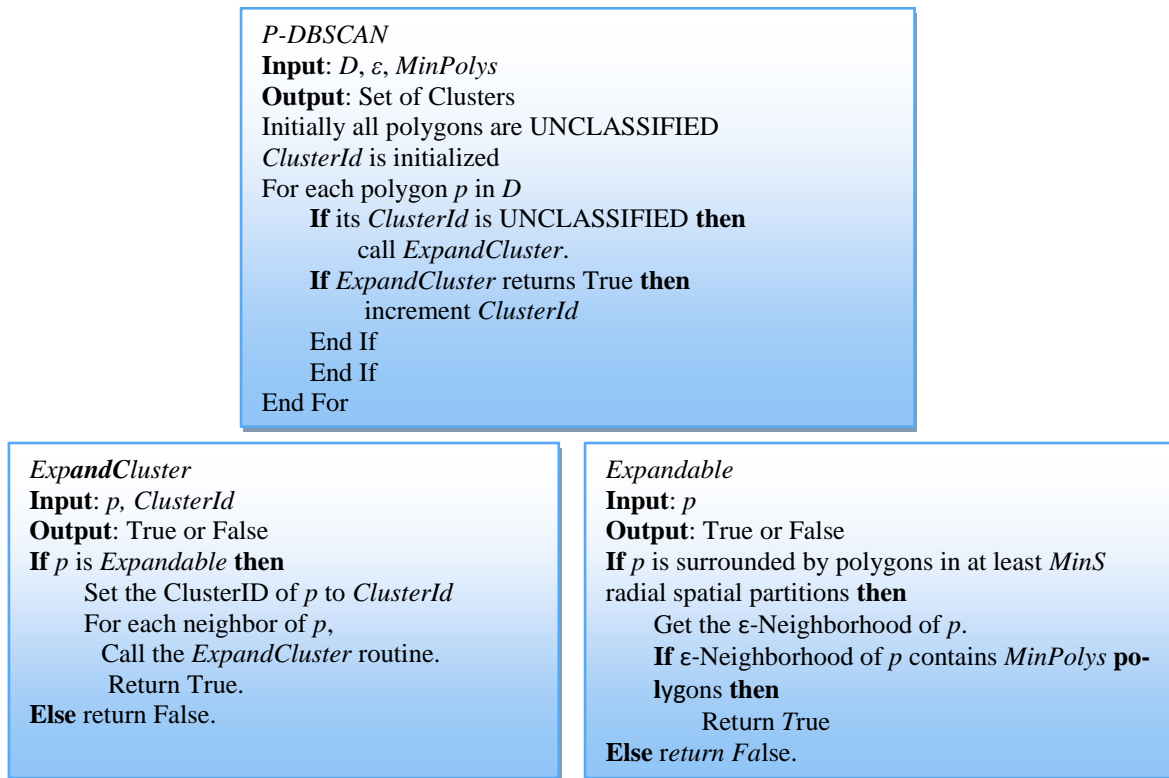 P-DBSCAN
Input: D, ε, MinPolys
Output: Set of Clusters
Initially all polygons are UNCLASSIFIED
ClusterId is initialized
For each polygon p in D
If its ClusterId is UNCLASSIFIED then
call ExpandCluster.
If ExpandCluster returns True then
increment ClusterId
End If
End If
End For
ExpandCluster
Input: p, ClusterId
Output: True or False
If p is Expandable then
Set the ClusterID of p to ClusterId
For each neighbor of p,
Call the ExpandCluster routine.
Return True.
Else return False.
Expandable
Input: p
Output: True or False
If p is surrounded by polygons in at least MinS
radial spatial partitions then
Get the ε-Neighborhood of p.
If ε-Neighborhood of p contains MinPolys po-
lygons then
Return True
Else return False.